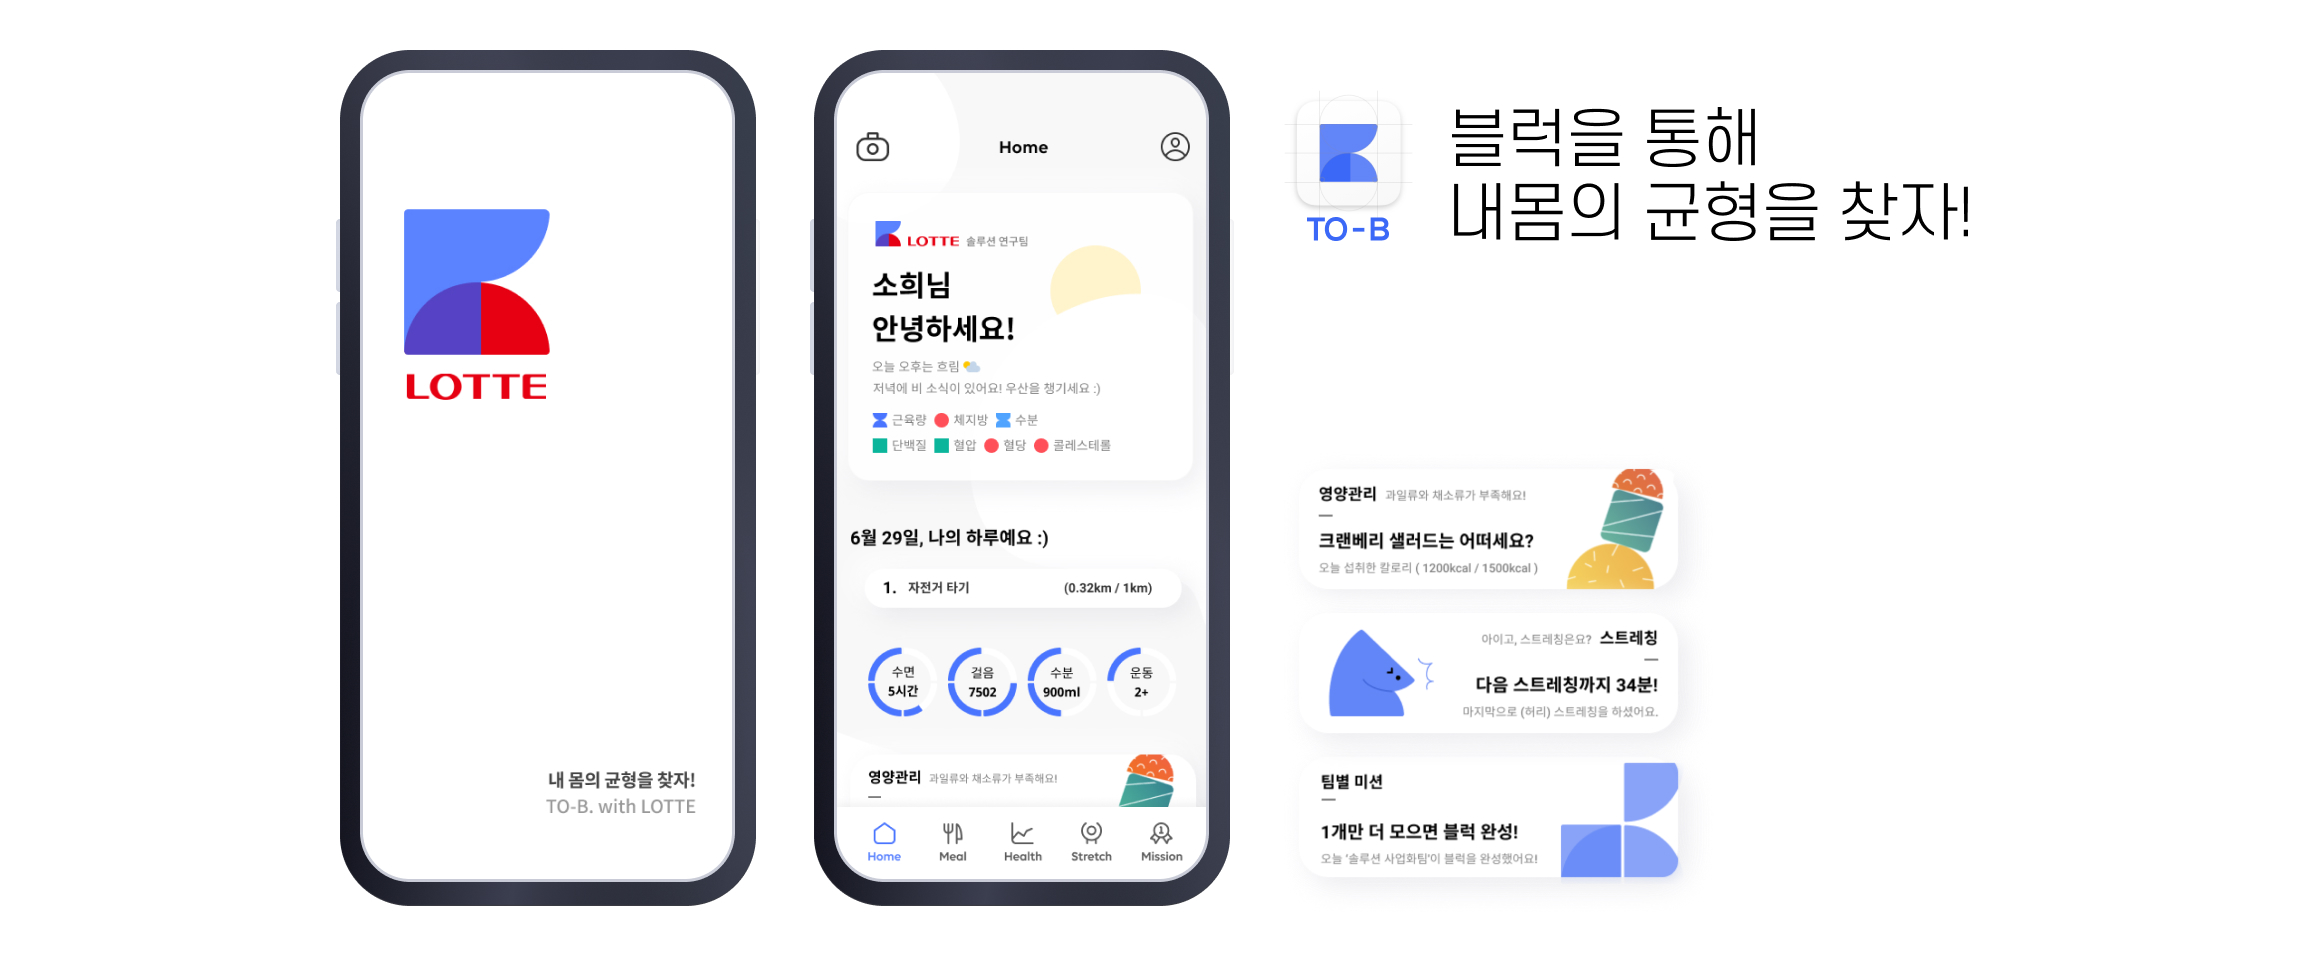 LOTTE
내 몸의 균형을 찾자!
TO-B. with LOTTE
Home
LOTTE 솔루션 연구팀
소희님
안녕하세요!
오늘 오후는 흐림
저녁에 비 소식이 있어요! 우산을 챙기세요 :)
근육량 체지방 수분
단백질 혈압 혈당 콜레스테롤
6월 29일, 나의 하루예요 :)
1. 자전거 타기 (0.32km / 1km)
수면 걸음 수분 운동
5시간 7502 900ml 2+
영양관리 과일류와 채소류가 부족해요!
Home Meal Health Stretch Mission
TO-B
블럭을 통해
내몸의 균형을 찾자!
영양관리 과일류와 채소류가 부족해요!
크랜베리 샐러드는 어떠세요?
오늘 섭취한 칼로리 ( 1200kcal / 1500kcal )
아이고, 스트레칭은요? 스트레칭
다음 스트레칭까지 34분!
마지막으로 (허리) 스트레칭을 하셨어요.
팀별 미션
1개만 더 모으면 블럭 완성!
오늘 '솔루션 사업화팀'이 블럭을 완성했어요!